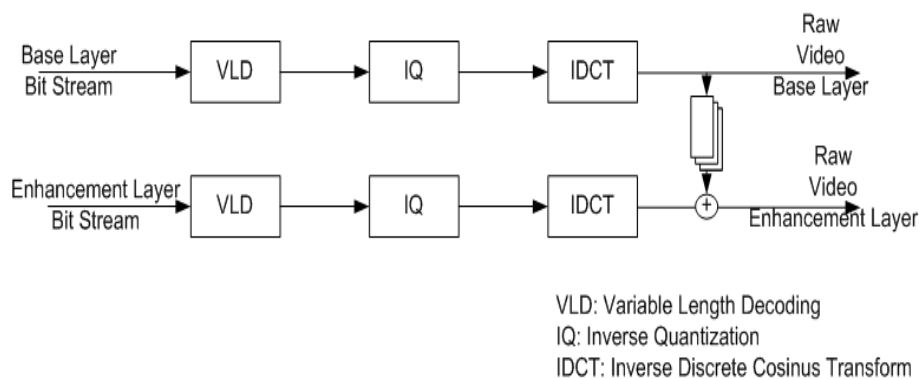 Base Layer
Bit Stream
VLD
IQ
IDCT
Raw
Video
Base Layer
Enhancement Layer
Bit Stream
VLD
IQ
IDCT
+
Raw
Video
Enhancement Layer
VLD: Variable Length Decoding
IQ: Inverse Quantization
IDCT: Inverse Discrete Cosinus Transform